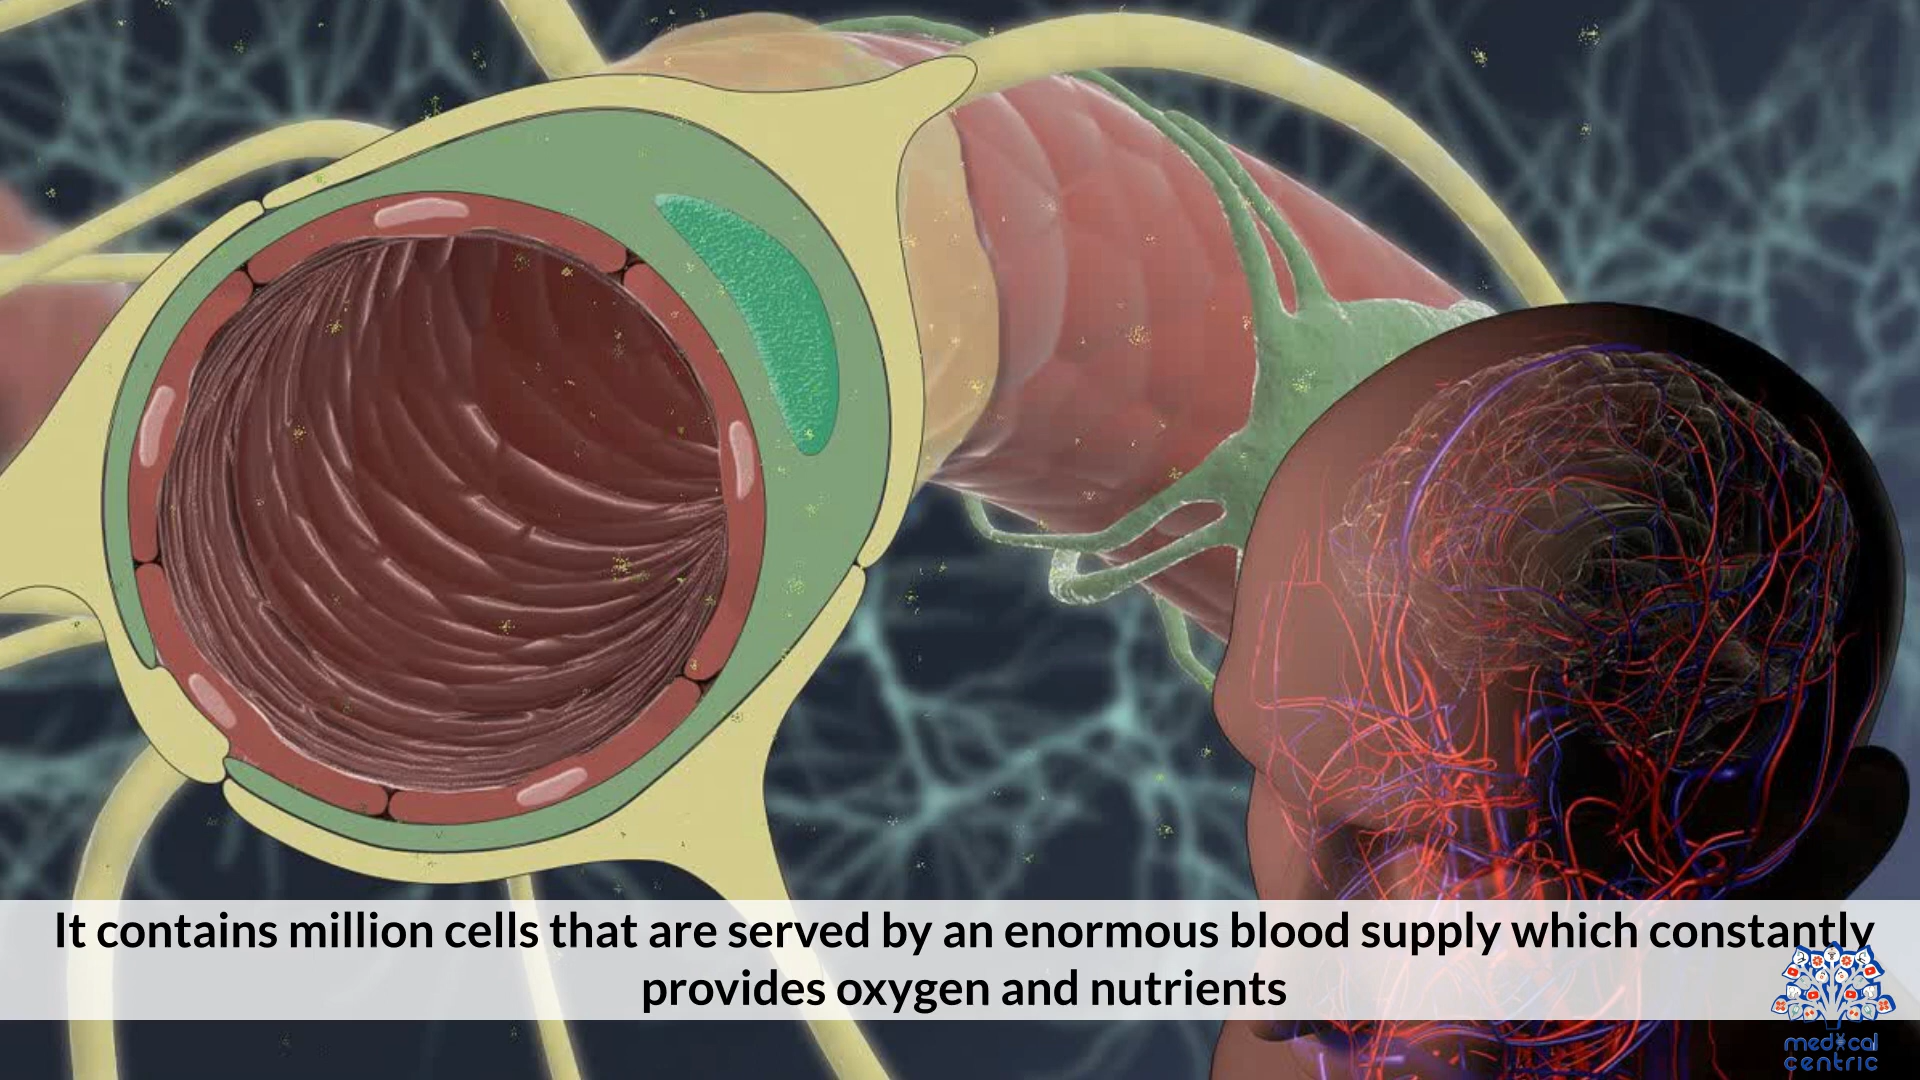 It contains million cells that are served by an enormous blood supply which constantly
provides oxygen and nutrients
medical
centric